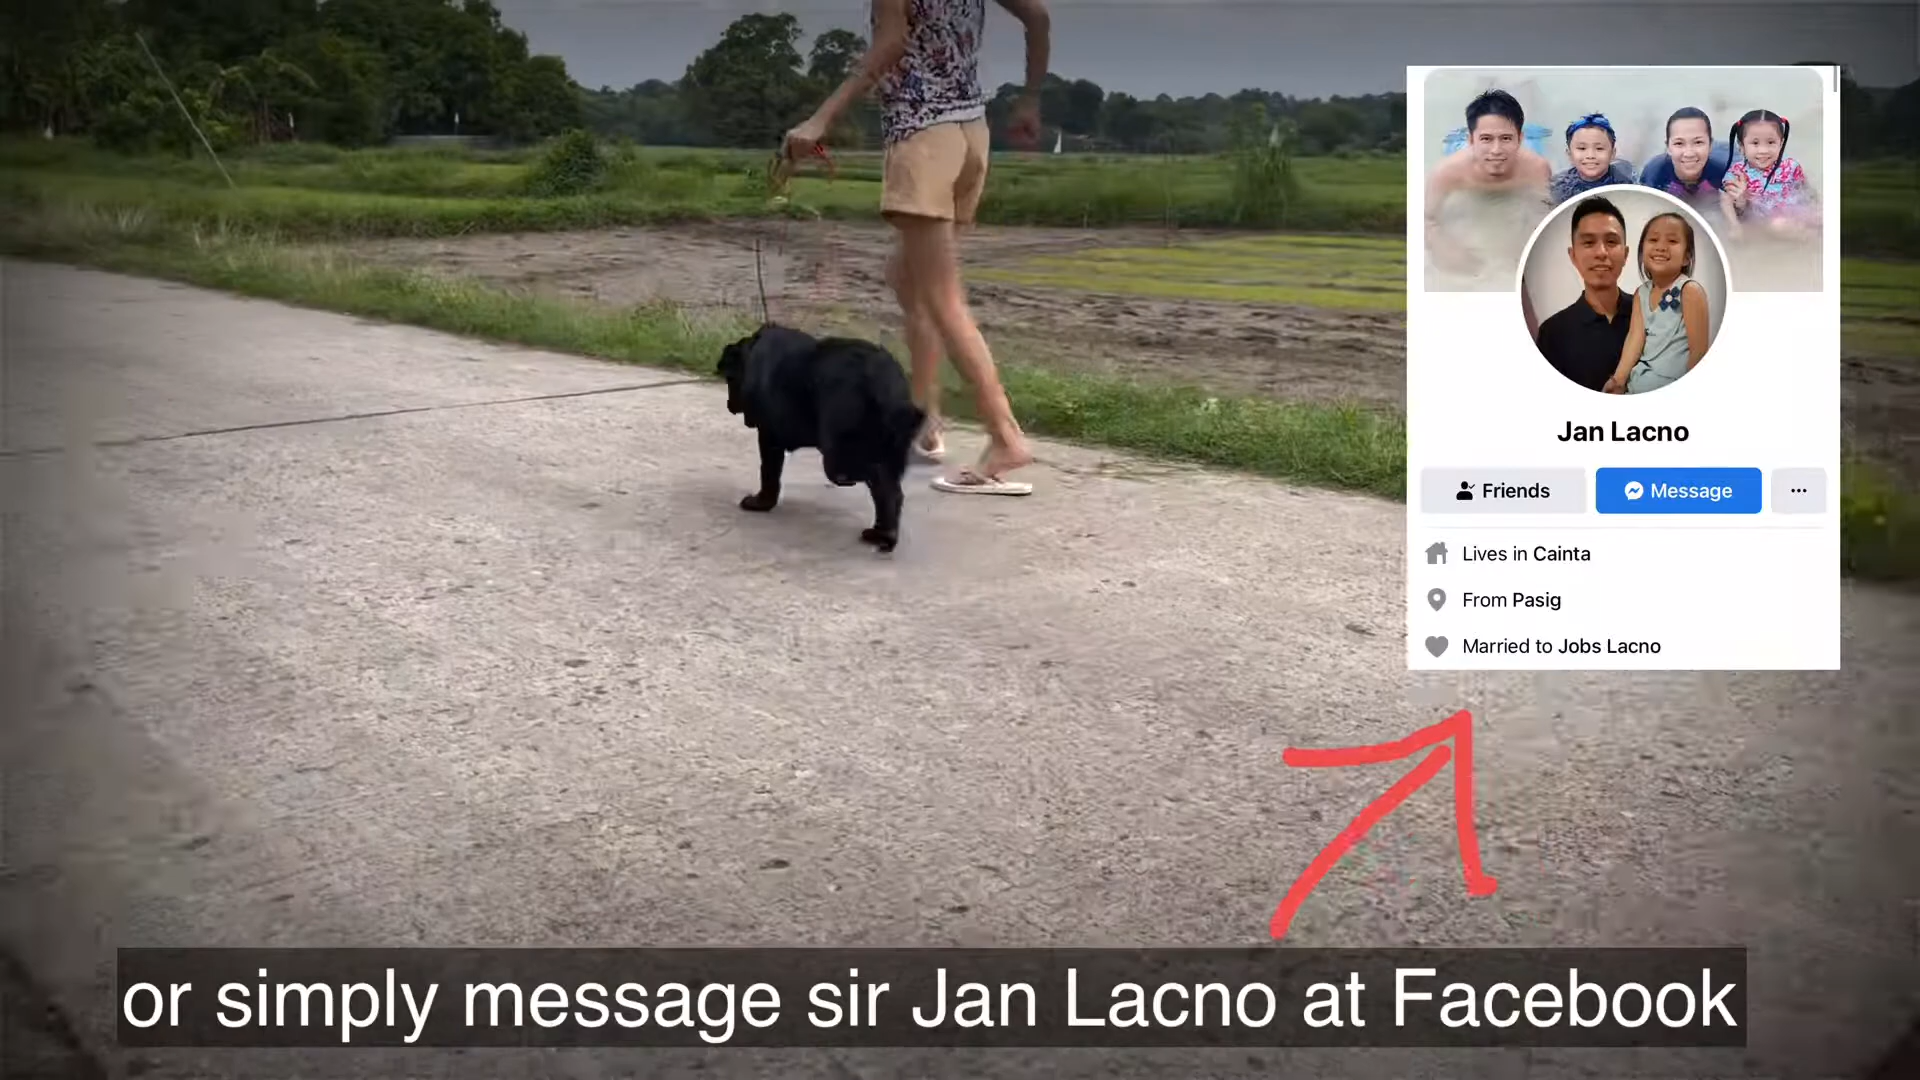 Jan Lacno
Friends
Message
Lives in Cainta
From Pasig
Married to Jobs Lacno
or simply message sir Jan Lacno at Facebook